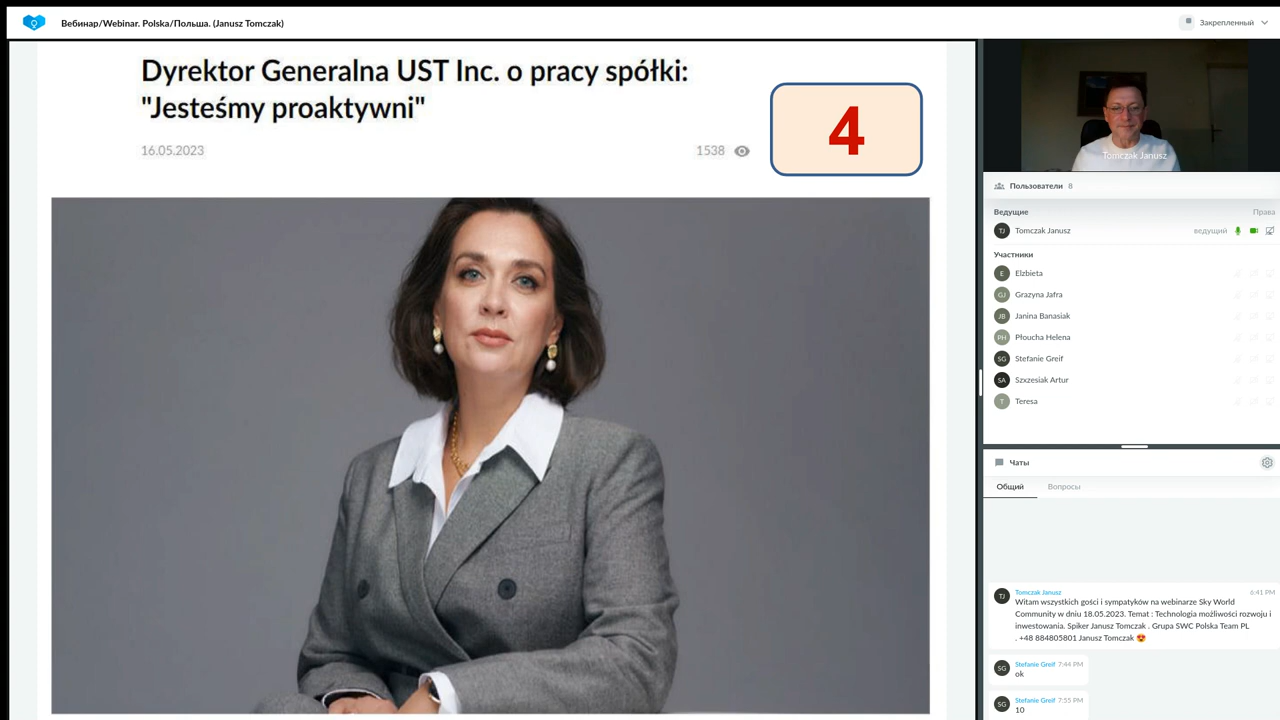 Вебинар/Webinar. Polska/Польша. (Janusz Tomczak)
Закрепленный
Dyrektor Generalna UST Inc. o pracy spółki:
"Jesteśmy proaktywni"
16.05.2023
1538
4
Tomczak Janusz
Пользователи 8
Ведущие Права
TJ Tomczak Janusz ведущий
Участники
E Elzbieta
GJ Grazyna Jafra
JB Janina Banasiak
PH Płoucha Helena
SG Stefanie Greif
SA Szxzesiak Artur
T Teresa
Чаты
Общий Вопросы
TJ Tomczak Janusz 6:41 PM
Witam wszystkich gości i sympatyków na webinarze Sky World
Community w dniu 18.05.2023. Temat : Technologia możliwości rozwoju i
inwestowania. Spiker Janusz Tomczak . Grupa SWC Polska Team PL
. +48 884805801 Janusz Tomczak 😍
SG Stefanie Greif 7:44 PM
ok
SG Stefanie Greif 7:55 PM
10